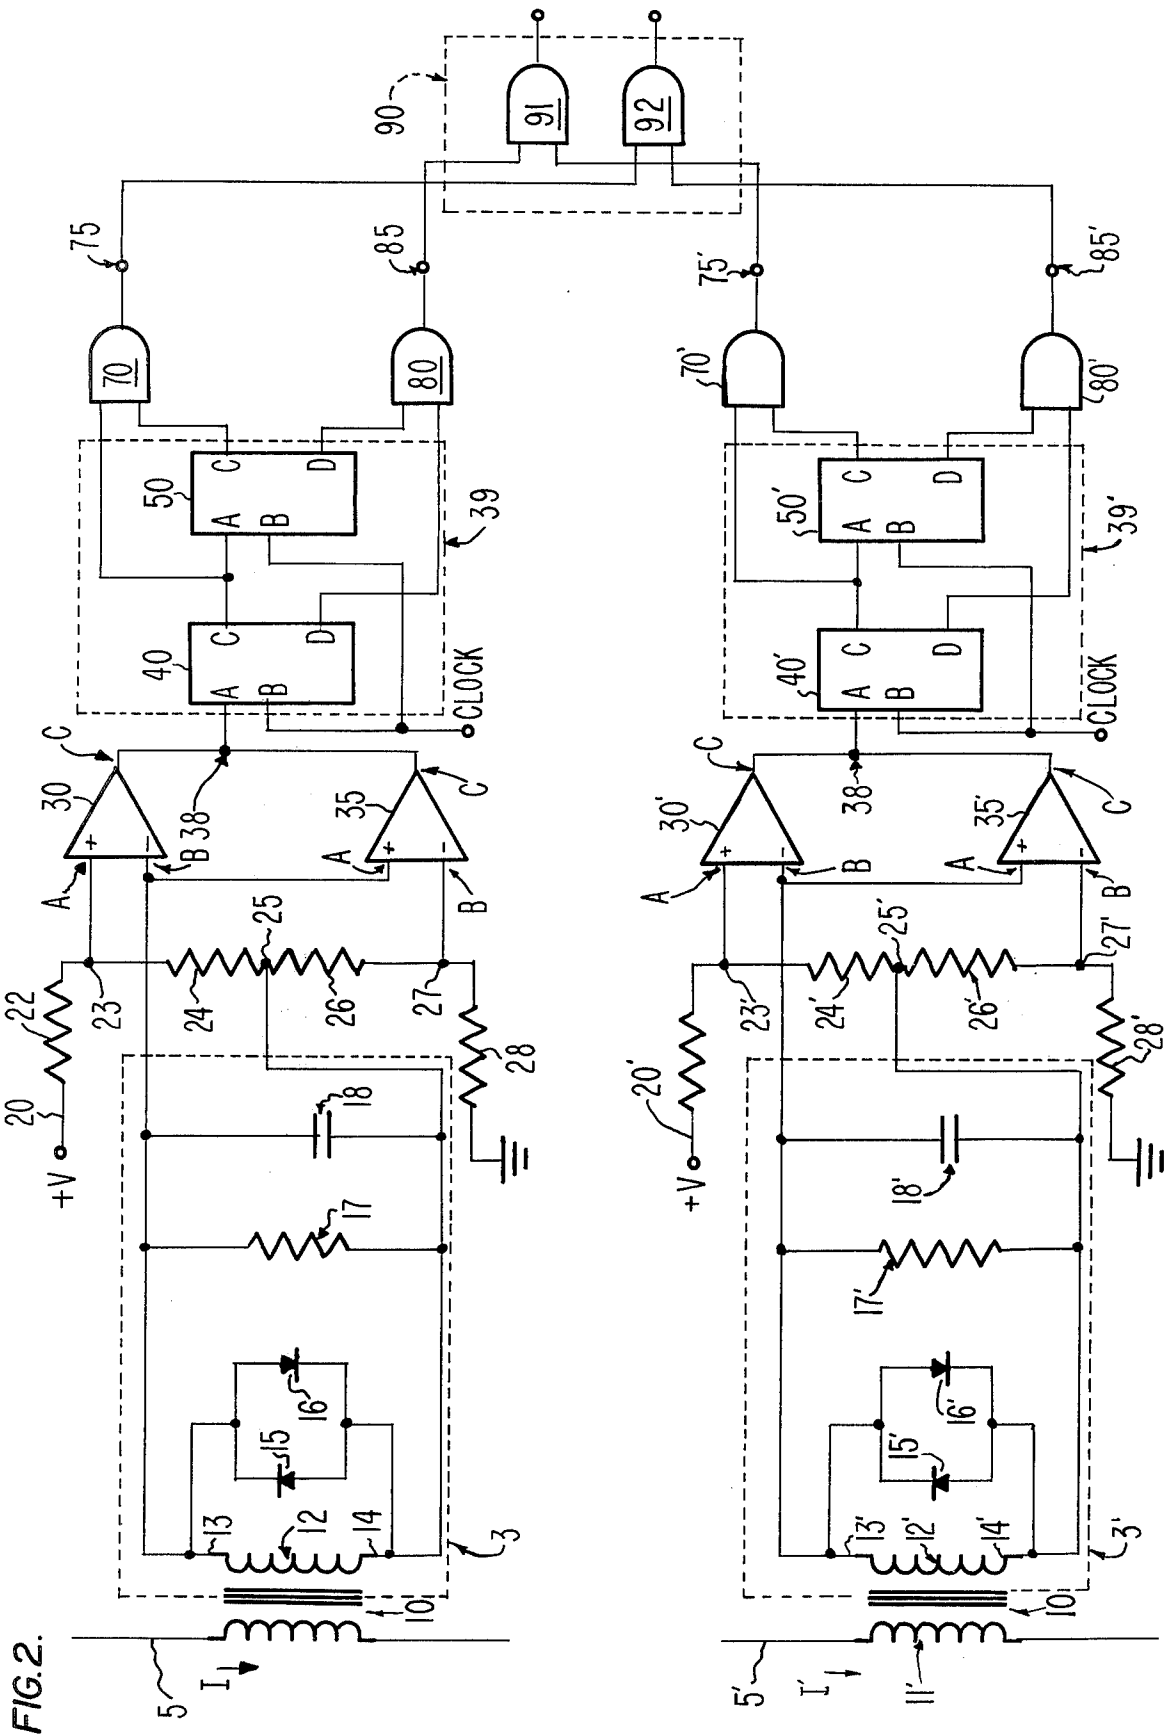 FIG.2.
5
I
10
3
13
12
14
15
16
17
18
+V
20
22
23
24
25
26
27
28
A
B
30
C
38
A
B
35
C
40
A
B
C
D
CLOCK
50
A
B
C
D
39
70
80
75
85
90
91
92
5'
I'
11'
10
3'
13'
12'
14'
15'
16'
17'
18'
+V
20'
23'
24'
25'
26'
27'
28'
A
B
30'
C
38
A
B
35'
C
40'
A
B
C
D
CLOCK
50'
A
B
C
D
39'
70'
80'
75'
85'
+
-
+
-
+
-
+
-